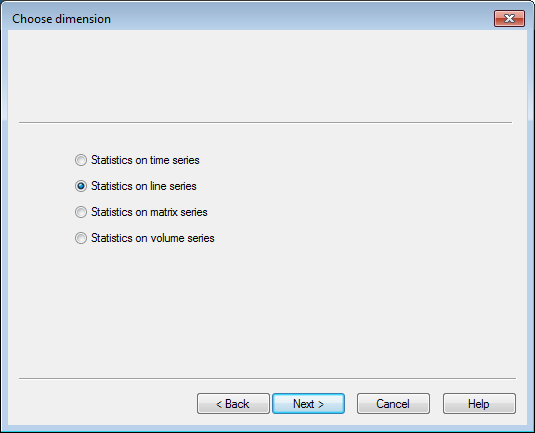 Choose dimension
Statistics on time series
Statistics on line series
Statistics on matrix series
Statistics on volume series
< Back
Next >
Cancel
Help